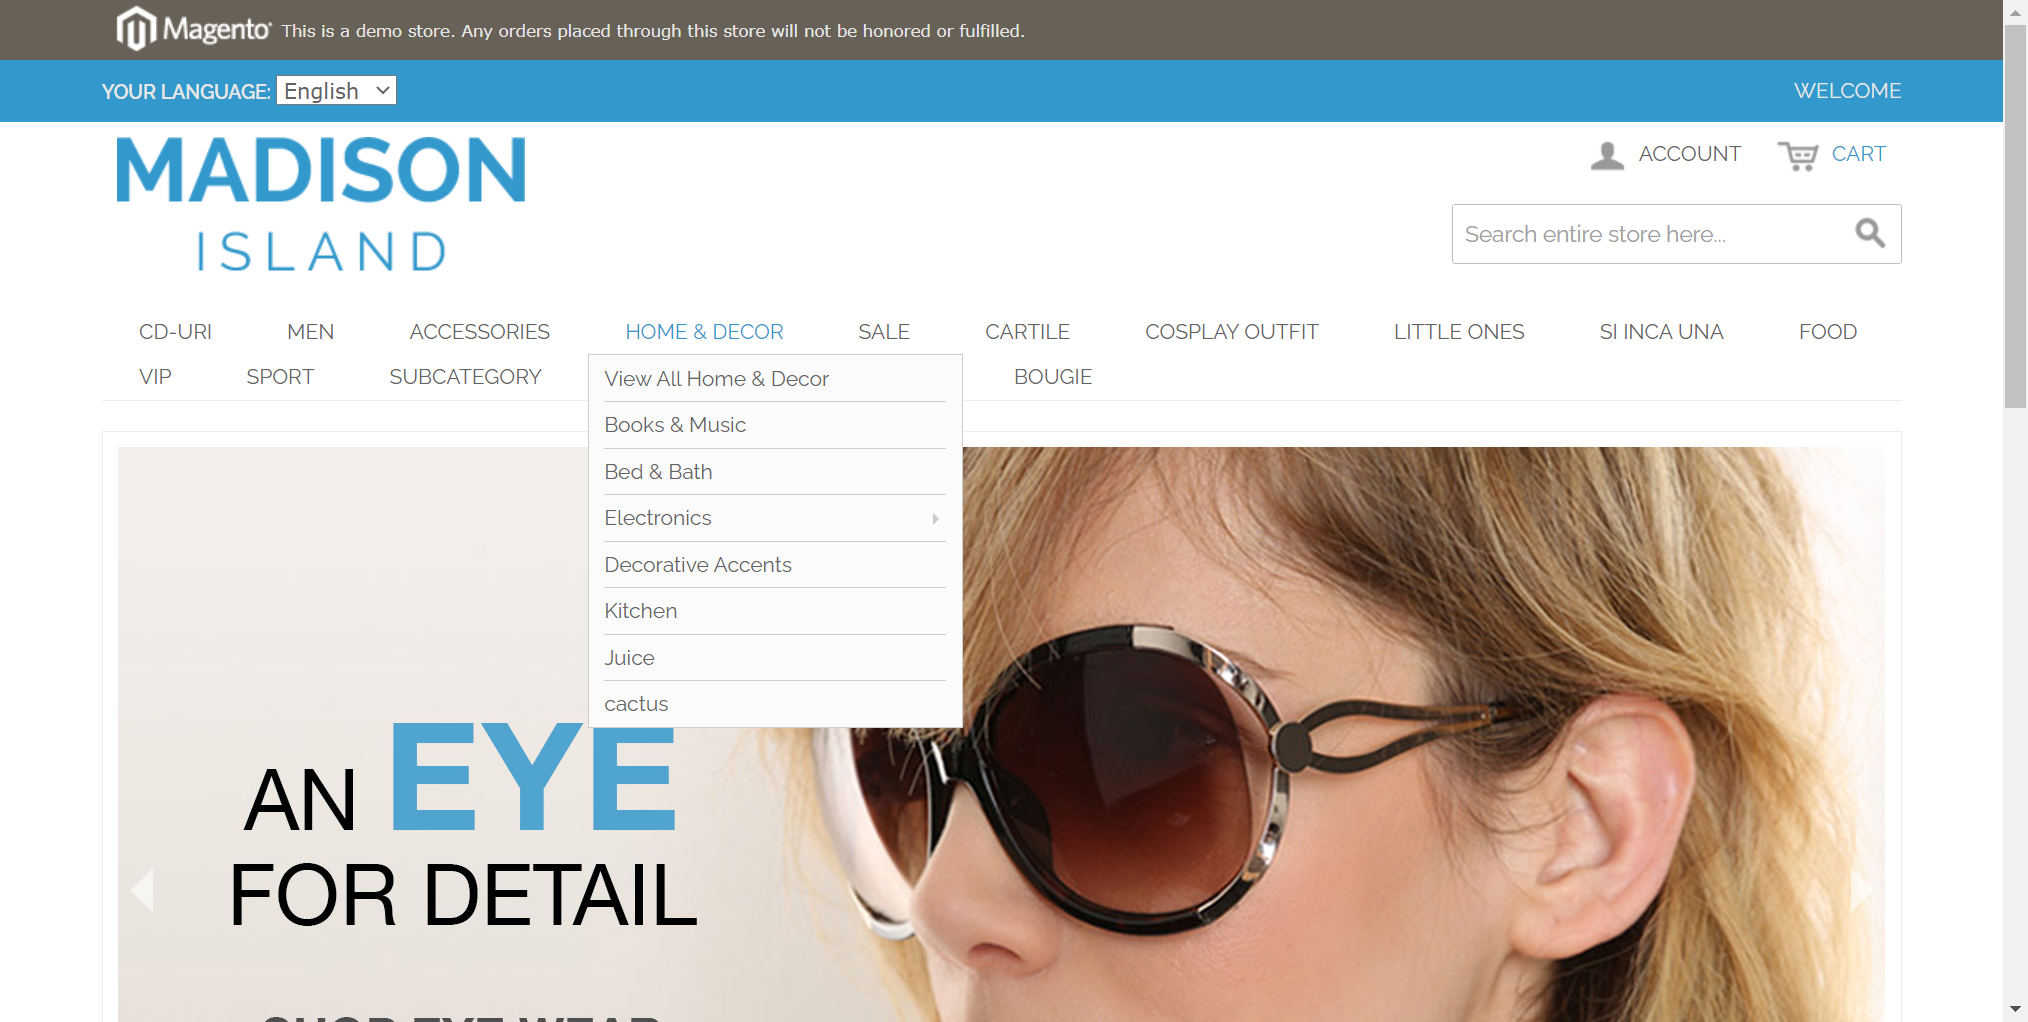 Magento This is a demo store. Any orders placed through this store will not be honored or fulfilled.
YOUR LANGUAGE: English WELCOME
MADISON
ISLAND
ACCOUNT CART
Search entire store here...
CD-URI MEN ACCESSORIES HOME & DECOR SALE CARTILE COSPLAY OUTFIT LITTLE ONES SI INCA UNA FOOD
VIP SPORT SUBCATEGORY BOUGIE
View All Home & Decor
Books & Music
Bed & Bath
Electronics
Decorative Accents
Kitchen
Juice
cactus
AN EYE
FOR DETAIL
SHOP EYE WEAR